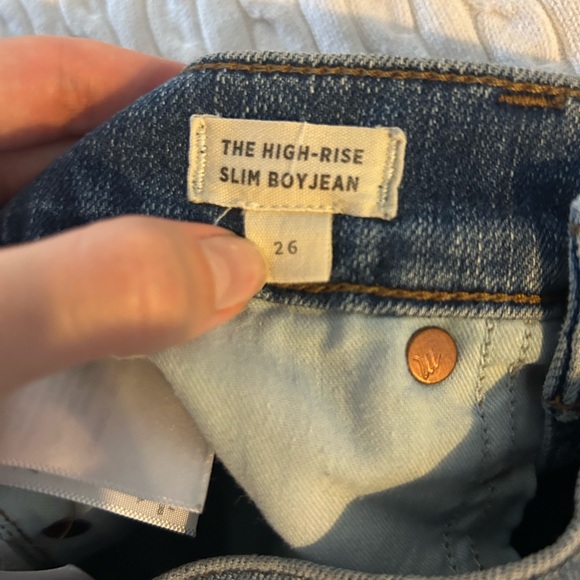 THE HIGH-RISE
SLIM BOYJEAN
26
m